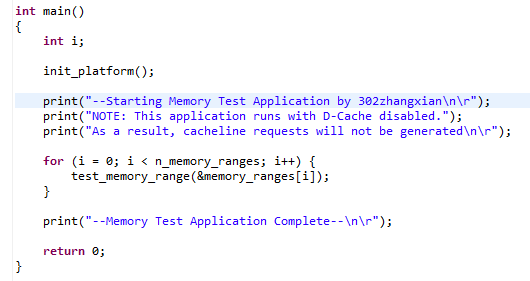 int main()
{
    int i;

    init_platform();

    print("--Starting Memory Test Application by 302zhangxian\n\r");
    print("NOTE: This application runs with D-Cache disabled.");
    print("As a result, cacheline requests will not be generated\n\r");

    for (i = 0; i < n_memory_ranges; i++) {
        test_memory_range(&memory_ranges[i]);
    }

    print("--Memory Test Application Complete--\n\r");

    return 0;
}